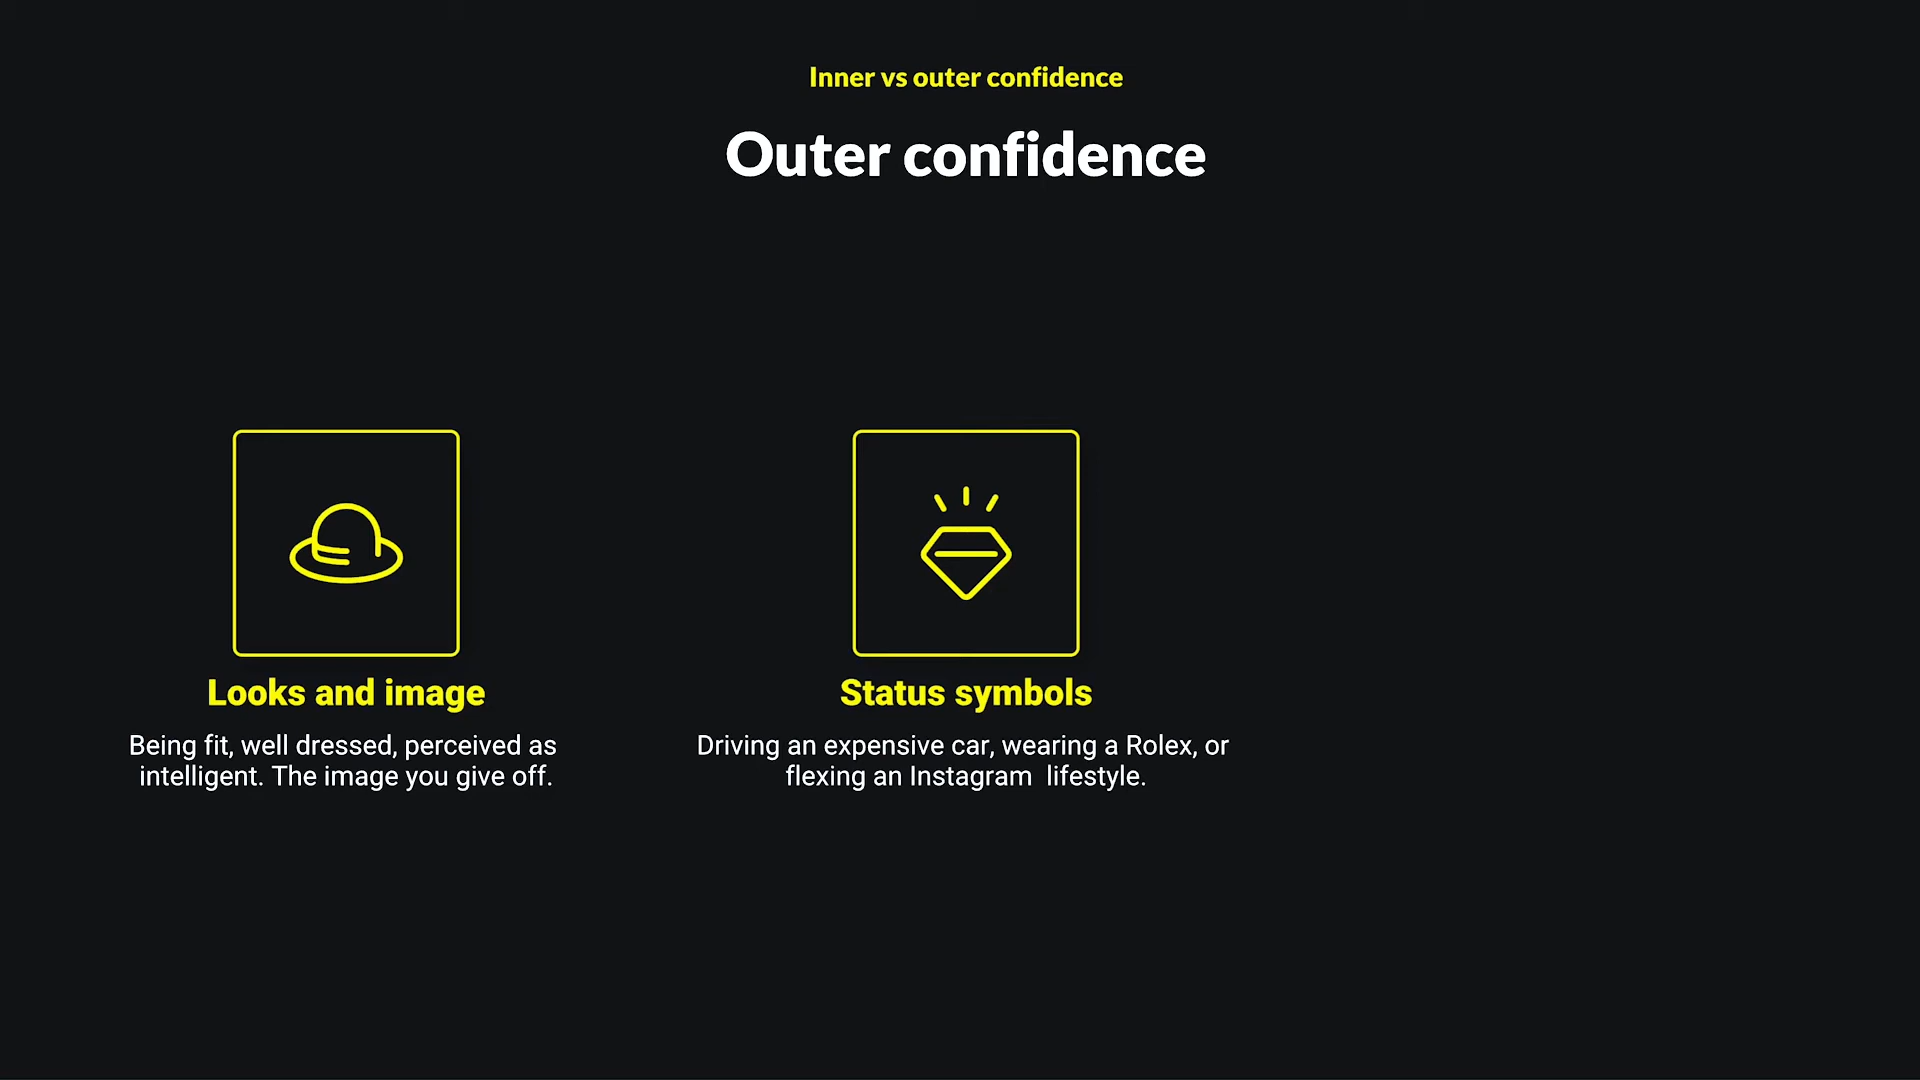 Inner vs outer confidence
Outer confidence
Looks and image
Being fit, well dressed, perceived as
intelligent. The image you give off.
Status symbols
Driving an expensive car, wearing a Rolex, or
flexing an Instagram  lifestyle.